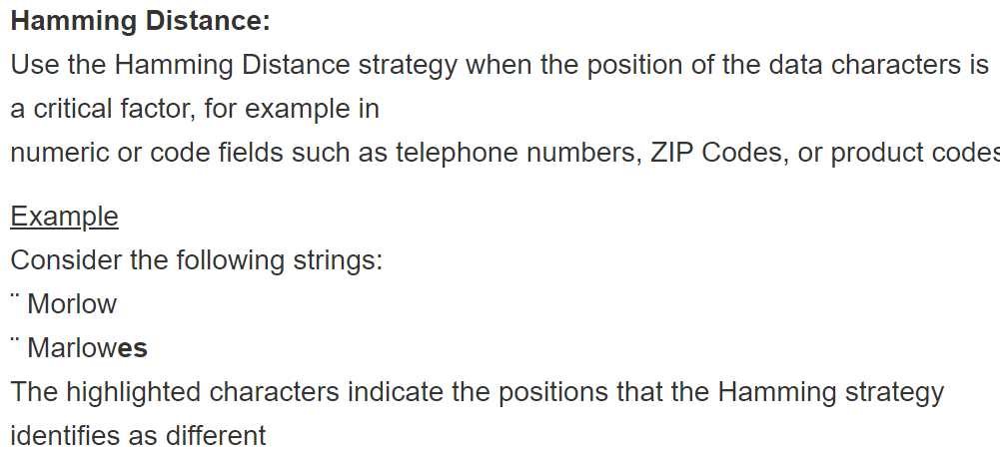 Hamming Distance:
Use the Hamming Distance strategy when the position of the data characters is
a critical factor, for example in
numeric or code fields such as telephone numbers, ZIP Codes, or product codes
Example
Consider the following strings:
¨ Morlow
¨ Marlowes
The highlighted characters indicate the positions that the Hamming strategy
identifies as different